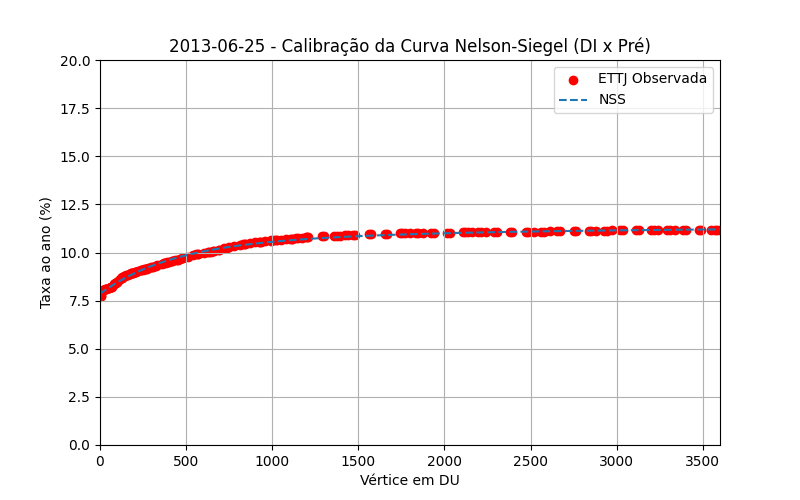 2013-06-25 - Calibração da Curva Nelson-Siegel (DI x Pré)
ETTJ Observada
NSS
Taxa ao ano (%)
20.0
17.5
15.0
12.5
10.0
7.5
5.0
2.5
0.0
0 500 1000 1500 2000 2500 3000 3500
Vértice em DU